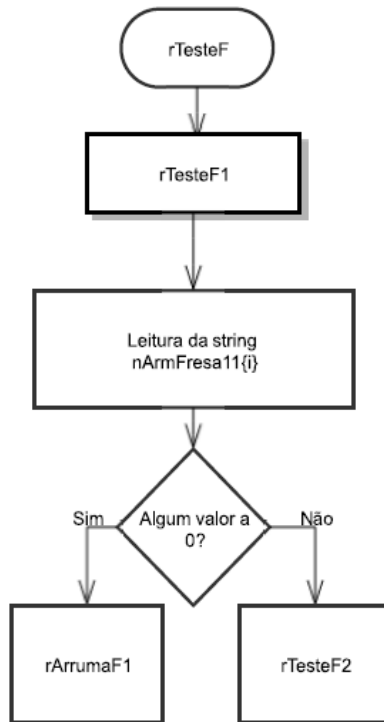 rTesteF
rTesteF1
Leitura da string
nArmFresa11{i}
Sim
Algum valor a
0?
Não
rArrumaF1
rTesteF2